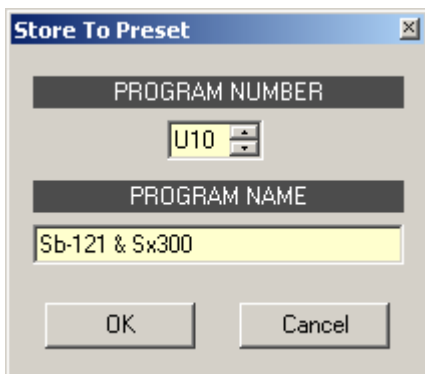 Store To Preset
PROGRAM NUMBER
U10
PROGRAM NAME
Sb-121 & Sx300
OK Cancel